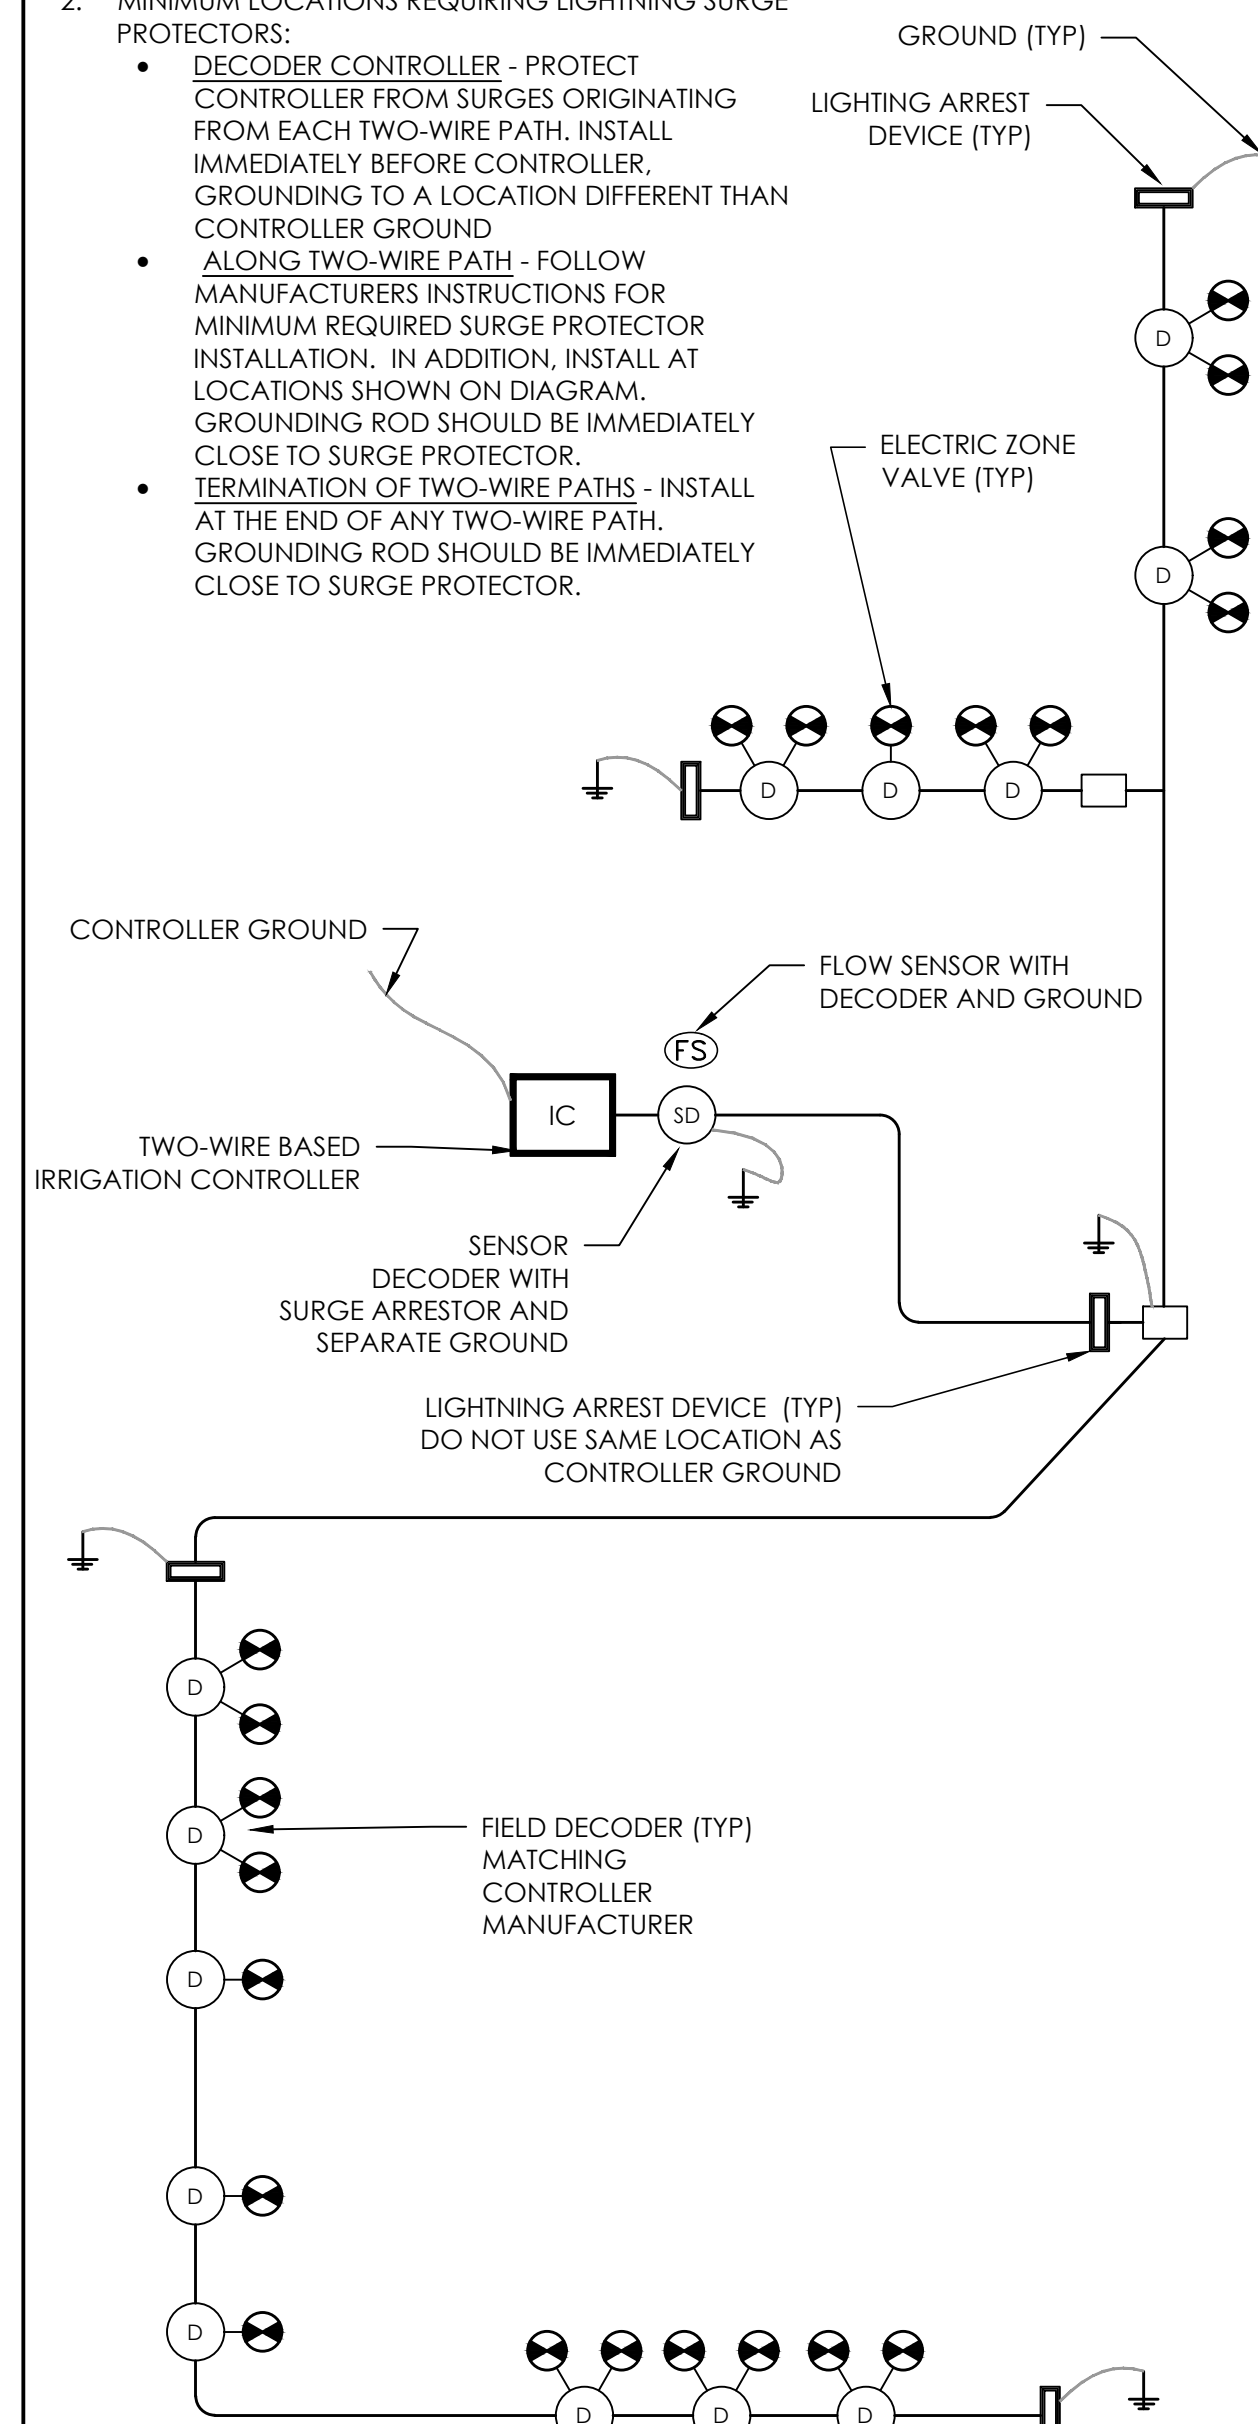 2. MINIMUM LOCATIONS REQUIRING LIGHTNING SURGE
PROTECTORS:
• DECODER CONTROLLER - PROTECT
CONTROLLER FROM SURGES ORIGINATING
FROM EACH TWO-WIRE PATH. INSTALL
IMMEDIATELY BEFORE CONTROLLER,
GROUNDING TO A LOCATION DIFFERENT THAN
CONTROLLER GROUND
• ALONG TWO-WIRE PATH - FOLLOW
MANUFACTURERS INSTRUCTIONS FOR
MINIMUM REQUIRED SURGE PROTECTOR
INSTALLATION. IN ADDITION, INSTALL AT
LOCATIONS SHOWN ON DIAGRAM.
GROUNDING ROD SHOULD BE IMMEDIATELY
CLOSE TO SURGE PROTECTOR.
• TERMINATION OF TWO-WIRE PATHS - INSTALL
AT THE END OF ANY TWO-WIRE PATH.
GROUNDING ROD SHOULD BE IMMEDIATELY
CLOSE TO SURGE PROTECTOR.
GROUND (TYP)
LIGHTING ARREST
DEVICE (TYP)
D
ELECTRIC ZONE
VALVE (TYP)
D
D D D
CONTROLLER GROUND
FLOW SENSOR WITH
DECODER AND GROUND
FS
IC
SD
TWO-WIRE BASED
IRRIGATION CONTROLLER
SENSOR
DECODER WITH
SURGE ARRESTOR AND
SEPARATE GROUND
LIGHTNING ARREST DEVICE (TYP)
DO NOT USE SAME LOCATION AS
CONTROLLER GROUND
D
D
FIELD DECODER (TYP)
MATCHING
CONTROLLER
MANUFACTURER
D
D
D
D D D